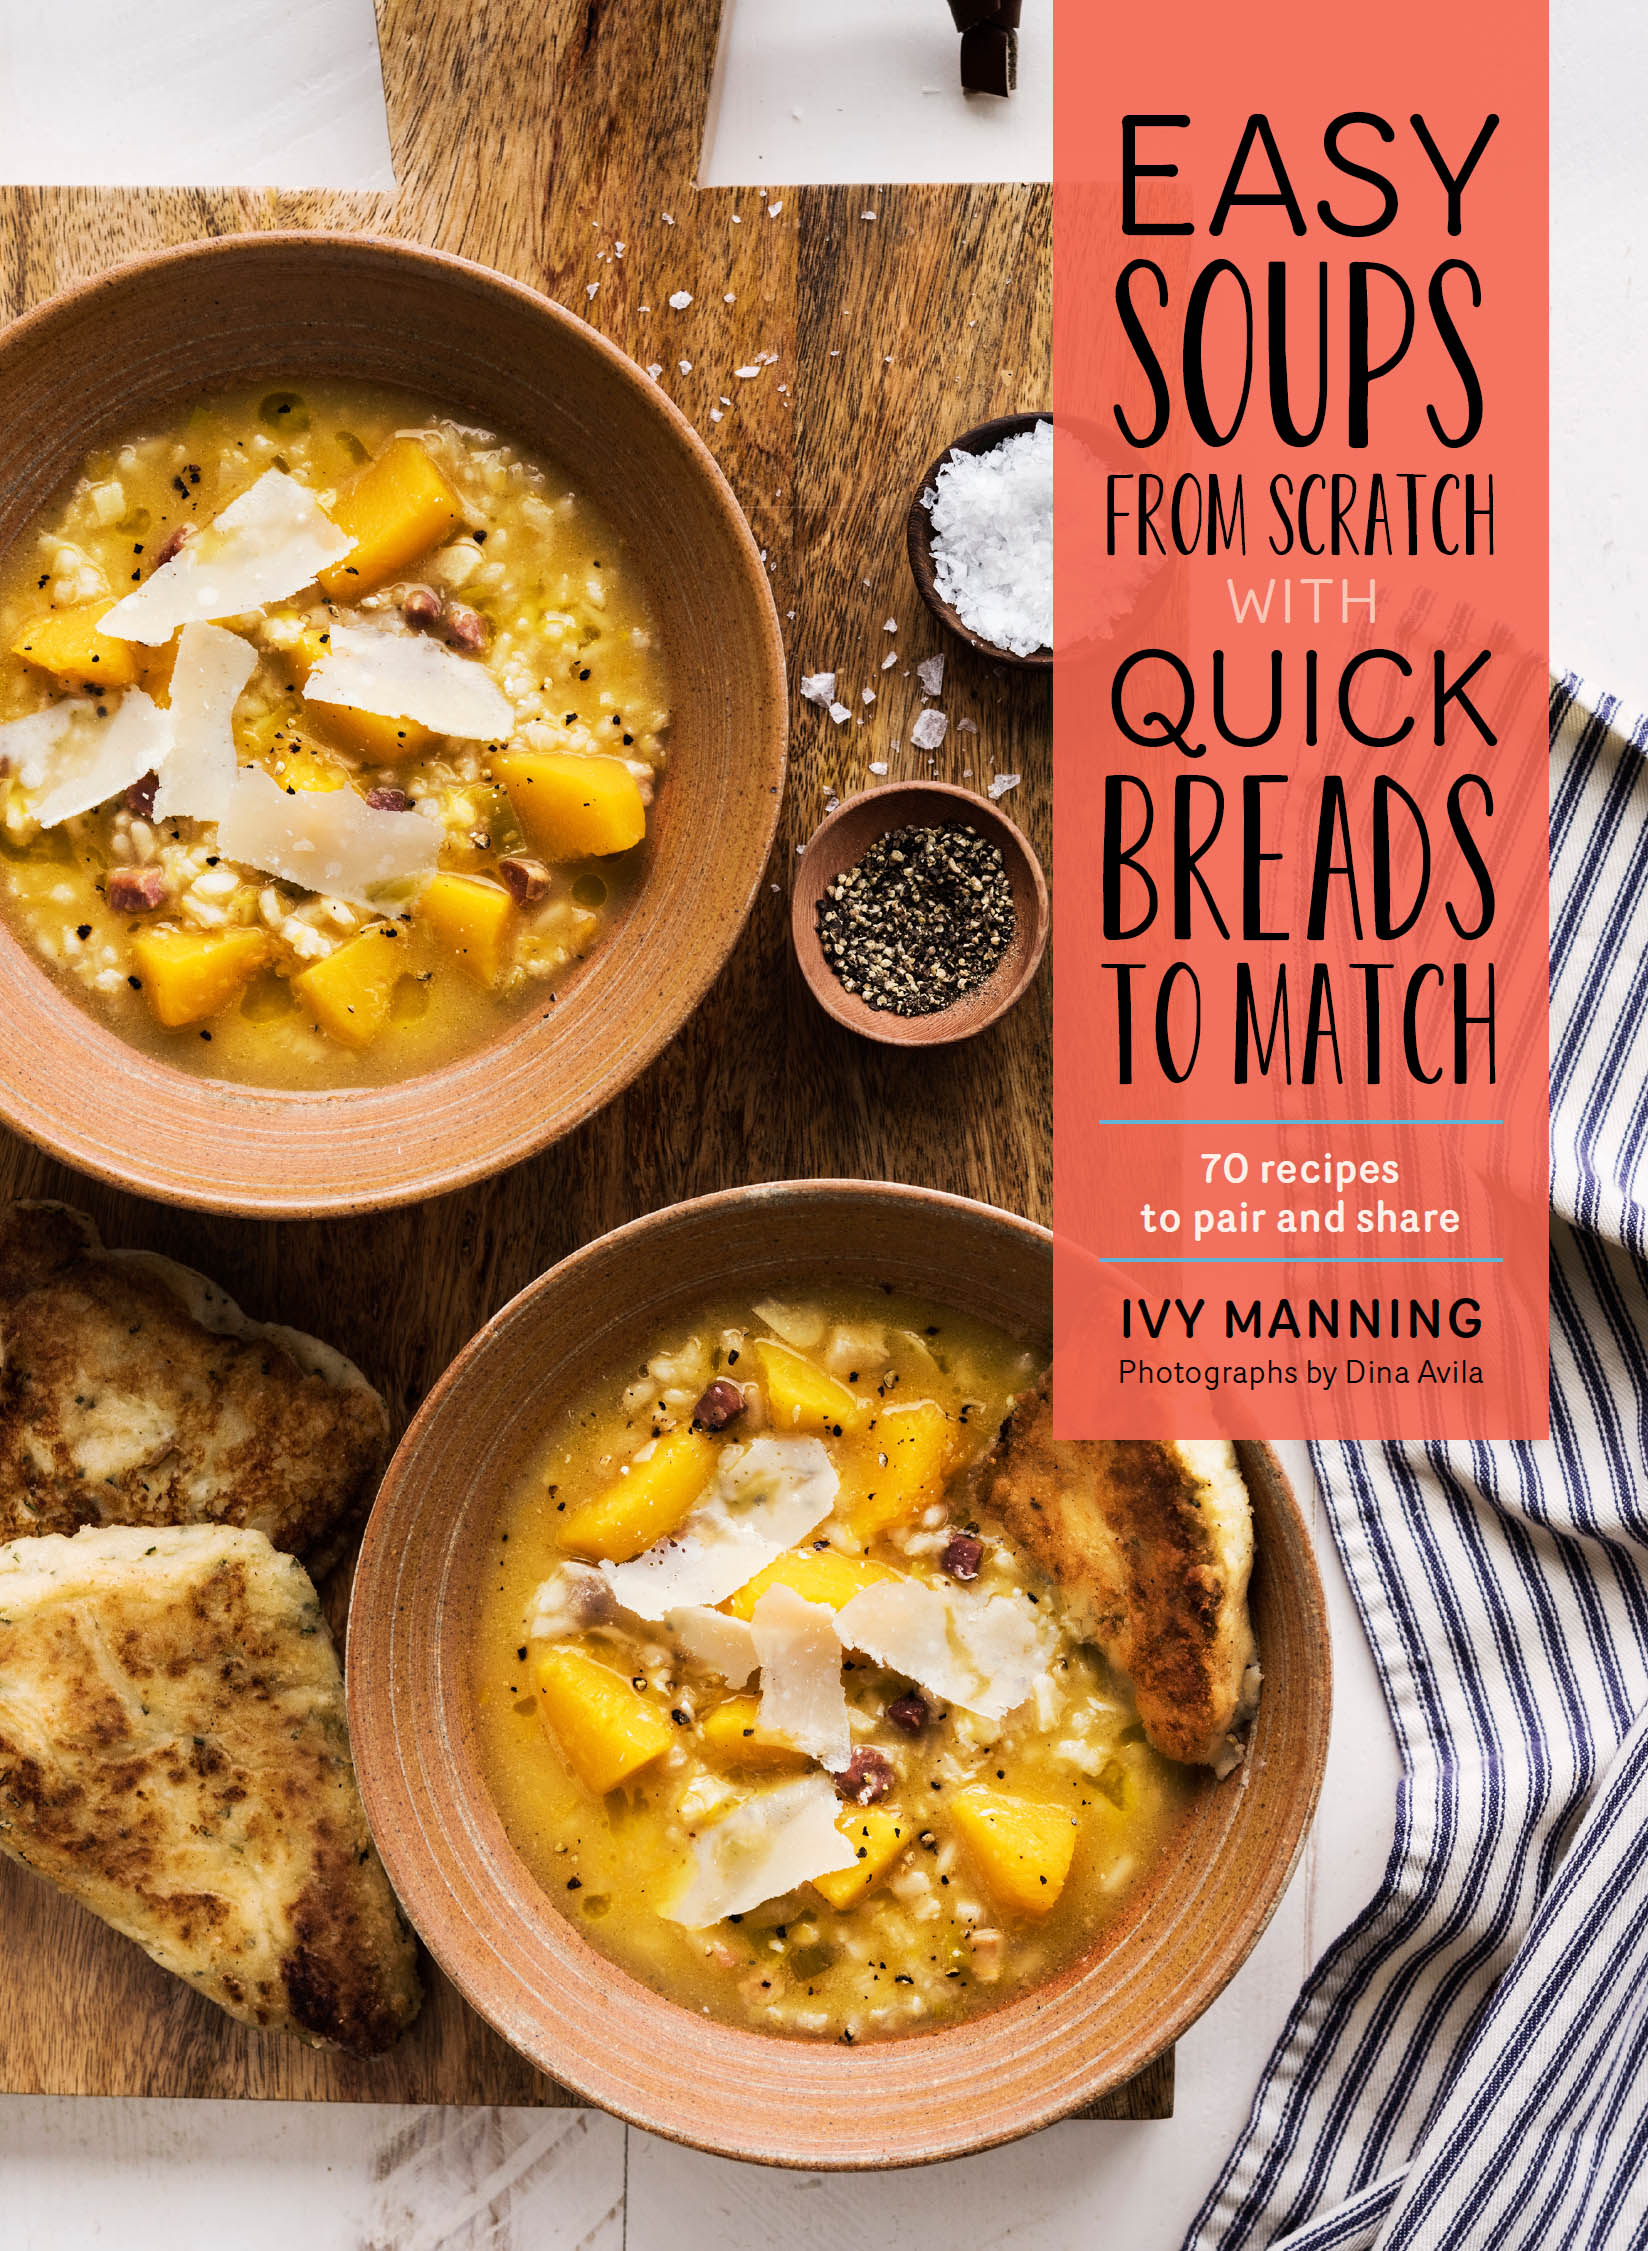 EASY
SOUPS
FROM SCRATCH
WITH
QUICK
BREADS
TO MATCH
70 recipes
to pair and share
IVY MANNING
Photographs by Dina Avila